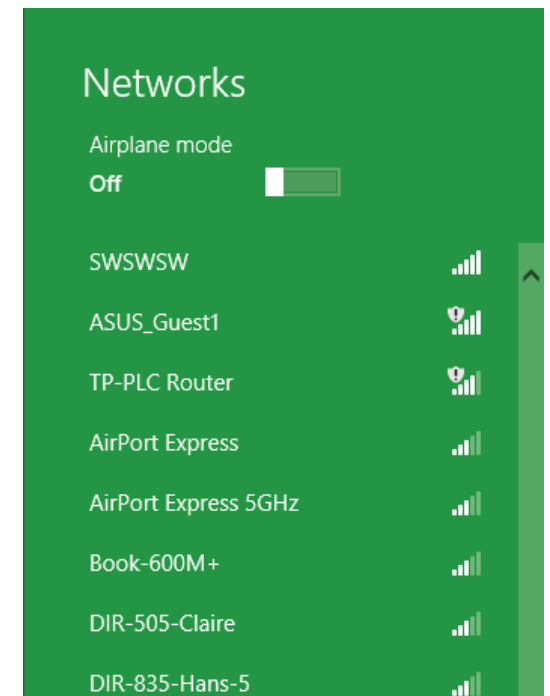 Networks
Airplane mode
Off
SWSWSW
ASUS_Guest1
TP-PLC Router
AirPort Express
AirPort Express 5GHz
Book-600M+
DIR-505-Claire
DIR-835-Hans-5